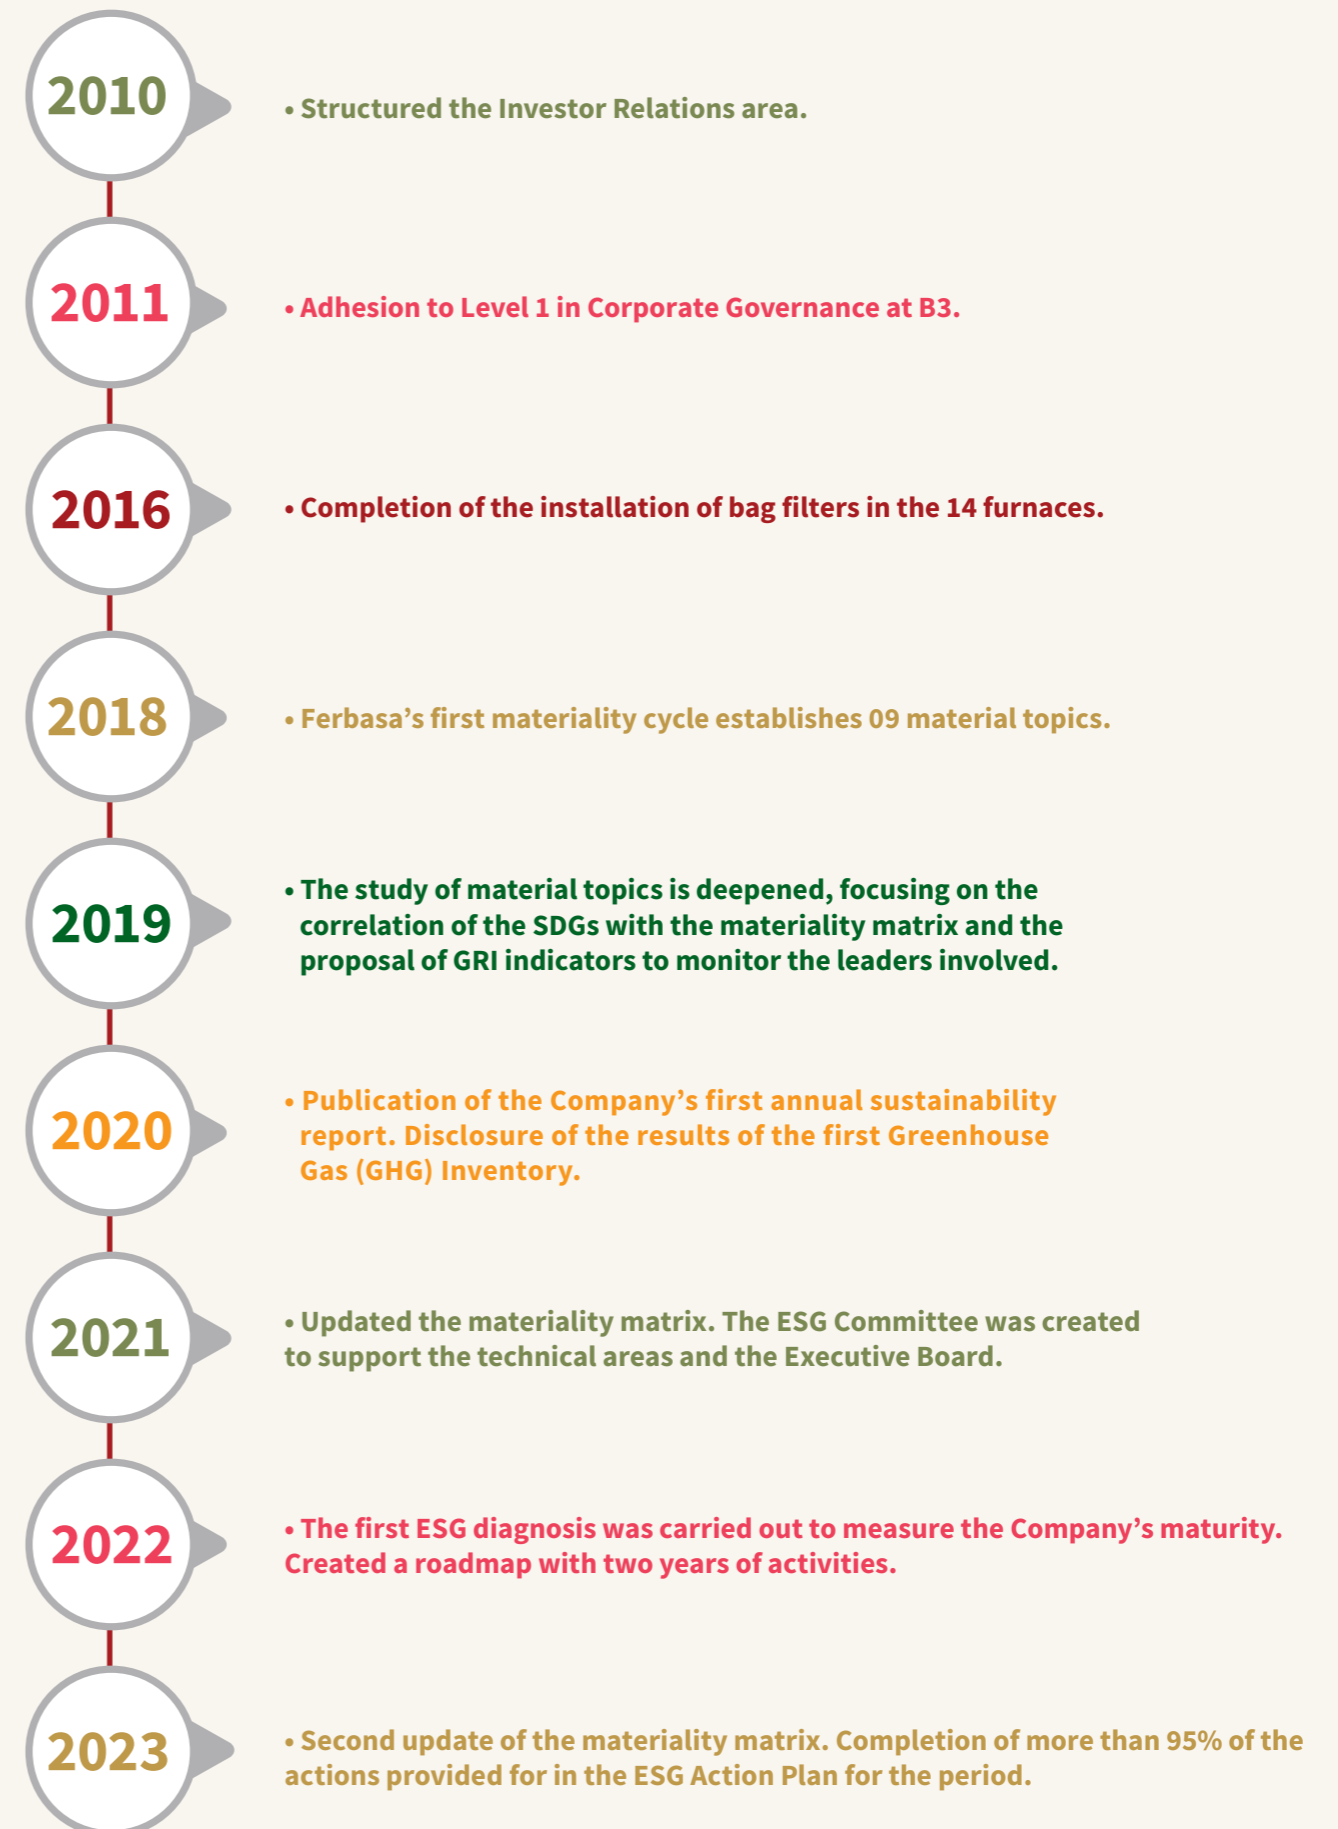 2010
• Structured the Investor Relations area.
2011
• Adhesion to Level 1 in Corporate Governance at B3.
2016
• Completion of the installation of bag filters in the 14 furnaces.
2018
• Ferbasa’s first materiality cycle establishes 09 material topics.
2019
• The study of material topics is deepened, focusing on the
correlation of the SDGs with the materiality matrix and the
proposal of GRI indicators to monitor the leaders involved.
2020
• Publication of the Company’s first annual sustainability
report. Disclosure of the results of the first Greenhouse
Gas (GHG) Inventory.
2021
• Updated the materiality matrix. The ESG Committee was created
to support the technical areas and the Executive Board.
2022
• The first ESG diagnosis was carried out to measure the Company’s maturity.
Created a roadmap with two years of activities.
2023
• Second update of the materiality matrix. Completion of more than 95% of the
actions provided for in the ESG Action Plan for the period.